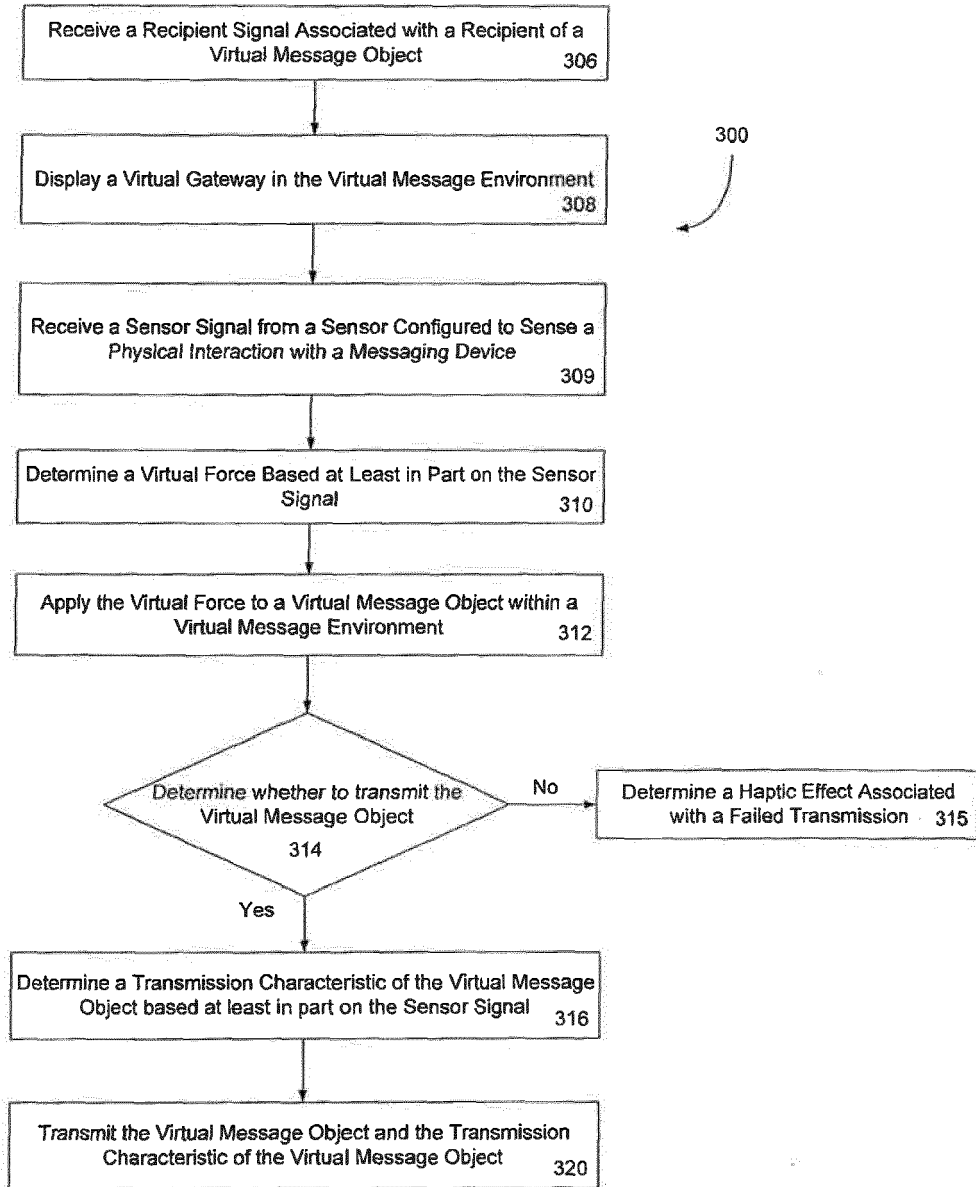 Receive a Recipient Signal Associated with a Recipient of a
Virtual Message Object
306
300
Display a Virtual Gateway in the Virtual Message Environment
308
Receive a Sensor Signal from a Sensor Configured to Sense a
Physical Interaction with a Messaging Device
309
Determine a Virtual Force Based at Least in Part on the Sensor
Signal
310
Apply the Virtual Force to a Virtual Message Object within a
Virtual Message Environment
312
Determine whether to transmit the
Virtual Message Object
314
No
Determine a Haptic Effect Associated
with a Failed Transmission
315
Yes
Determine a Transmission Characteristic of the Virtual Message
Object based at least in part on the Sensor Signal
316
Transmit the Virtual Message Object and the Transmission
Characteristic of the Virtual Message Object
320